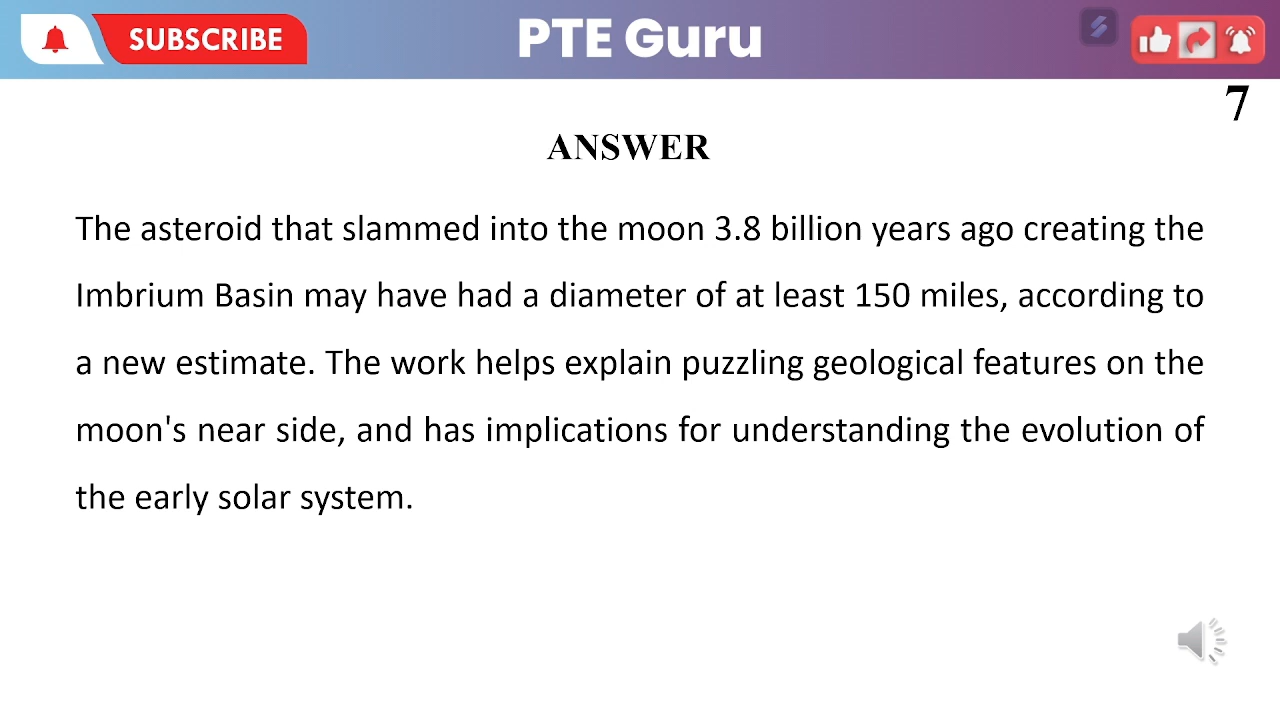 SUBSCRIBE
PTE Guru
7
ANSWER
The asteroid that slammed into the moon 3.8 billion years ago creating the
Imbrium Basin may have had a diameter of at least 150 miles, according to
a new estimate. The work helps explain puzzling geological features on the
moon's near side, and has implications for understanding the evolution of
the early solar system.